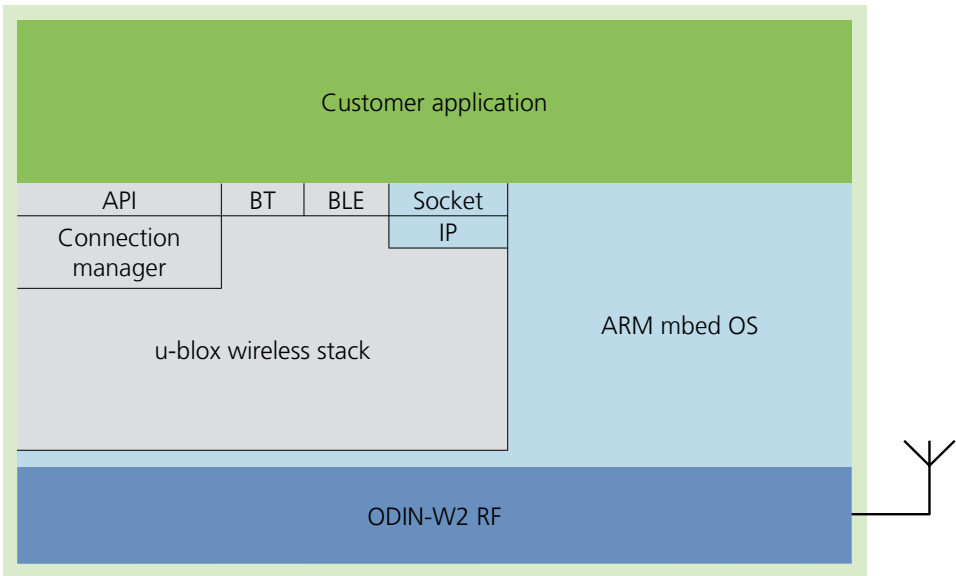 Customer application
API
BT
BLE
Socket
Connection
manager
IP
u-blox wireless stack
ARM mbed OS
ODIN-W2 RF